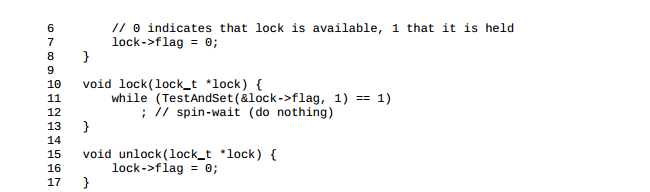 6 // 0 indicates that lock is available, 1 that it is held
7 lock->flag = 0;
8 }
9
10 void lock(lock_t *lock) {
11 while (TestAndSet(&lock->flag, 1) == 1)
12 ; // spin-wait (do nothing)
13 }
14
15 void unlock(lock_t *lock) {
16 lock->flag = 0;
17 }